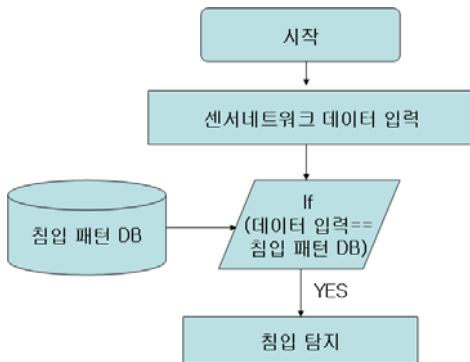 시작
센서네트워크 데이터 입력
If
(데이터 입력==
침입 패턴 DB)
침입 패턴 DB
YES
침입 탐지